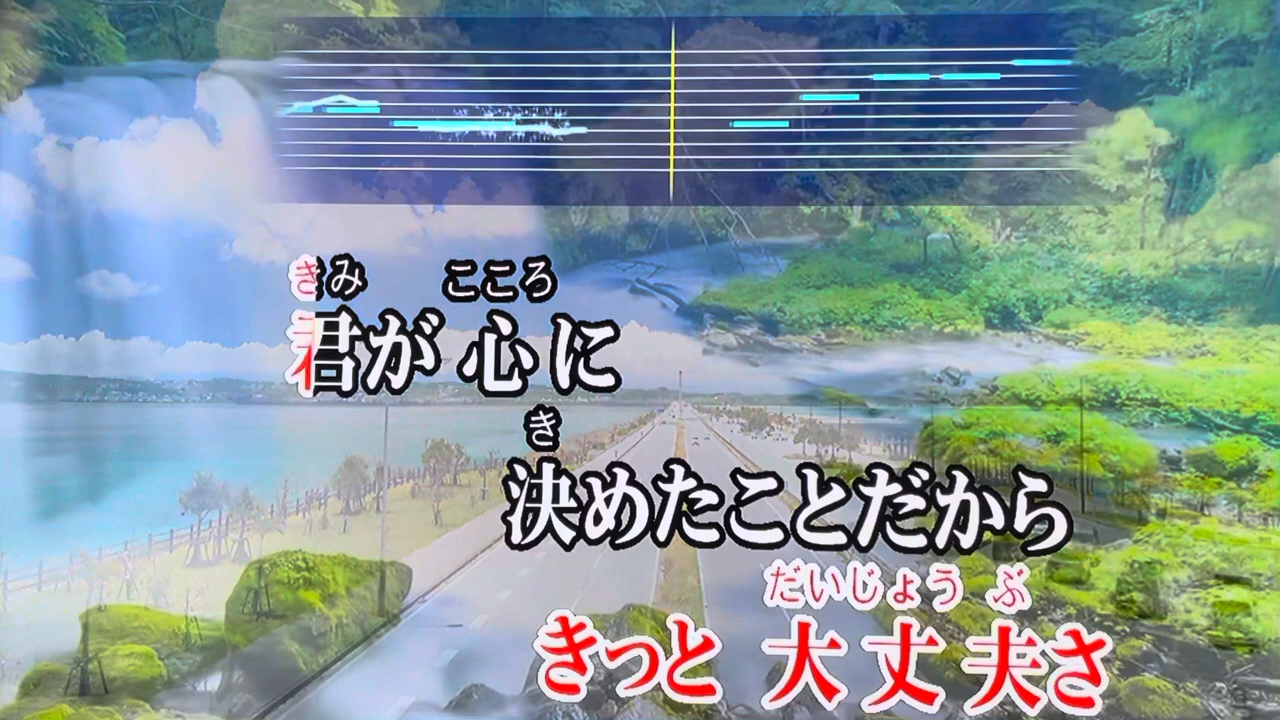 きみ こころ
君が 心に
き
決めたことだから
だいじょうぶ
きっと 大丈夫さ